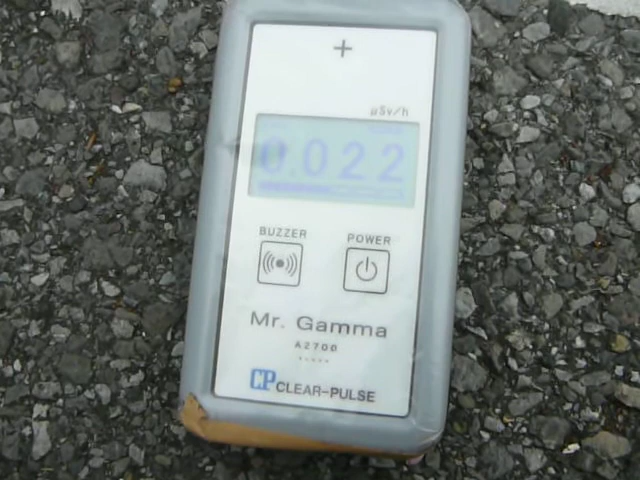 +
µSv/h
0.022
BUZZER
POWER
Mr. Gamma
A2700
CP CLEAR-PULSE